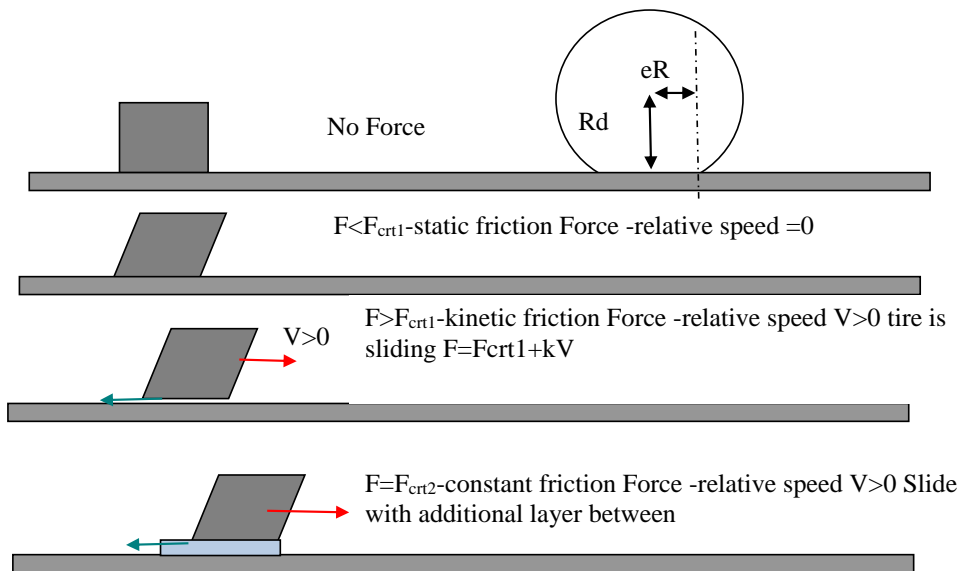 eR
Rd
No Force
F<Fcrt1-static friction Force -relative speed =0
F>Fcrt1-kinetic friction Force -relative speed V>0 tire is
sliding F=Fcrt1+kV
V>0
F=Fcrt2-constant friction Force -relative speed V>0 Slide
with additional layer between